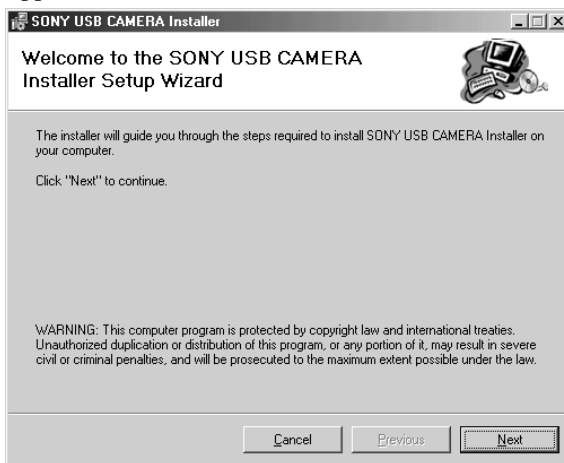 SONY USB CAMERA Installer
Welcome to the SONY USB CAMERA
Installer Setup Wizard
The installer will guide you through the steps required to install SONY USB CAMERA Installer on
your computer.
Click "Next" to continue.
WARNING: This computer program is protected by copyright law and international treaties.
Unauthorized duplication or distribution of this program, or any portion of it, may result in severe
civil or criminal penalties, and will be prosecuted to the maximum extent possible under the law.
Cancel Previous Next